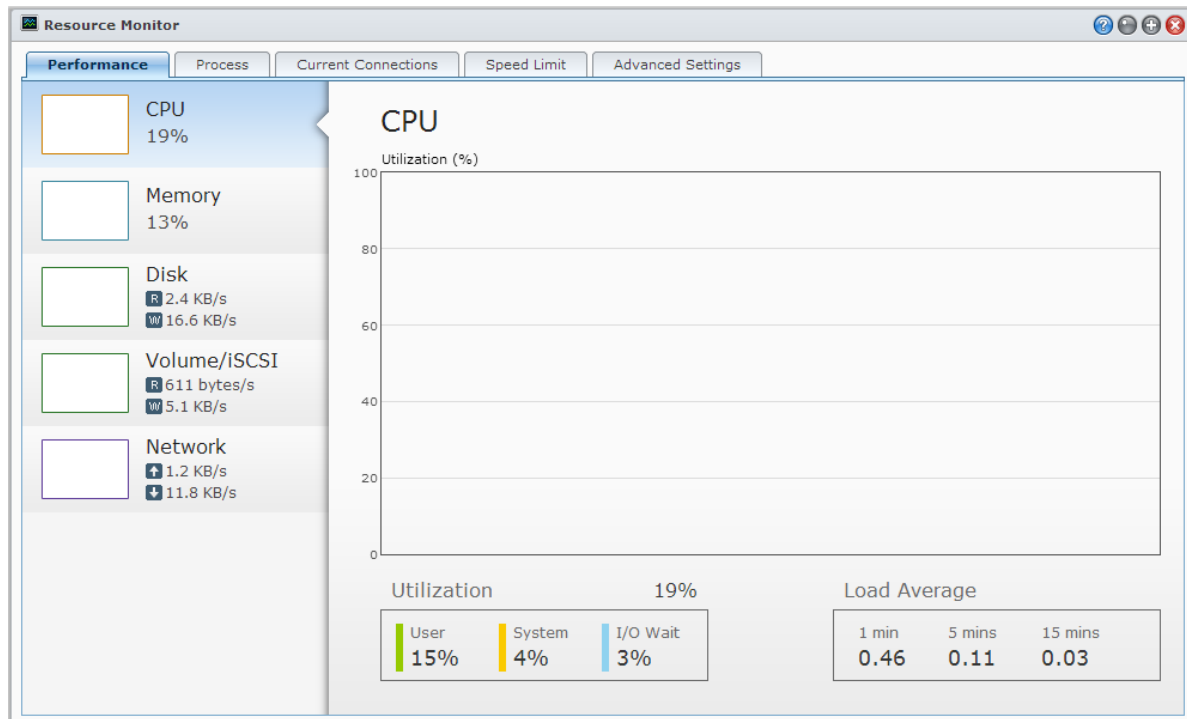 Resource Monitor
Performance Process Current Connections Speed Limit Advanced Settings
CPU
19%
Memory
13%
Disk
R 2.4 KB/s
W 16.6 KB/s
Volume/iSCSI
R 611 bytes/s
W 5.1 KB/s
Network
1.2 KB/s
11.8 KB/s
CPU
Utilization (%)
100
80
60
40
20
0
Utilization 19%
User System I/O Wait
15% 4% 3%
Load Average
1 min 5 mins 15 mins
0.46 0.11 0.03